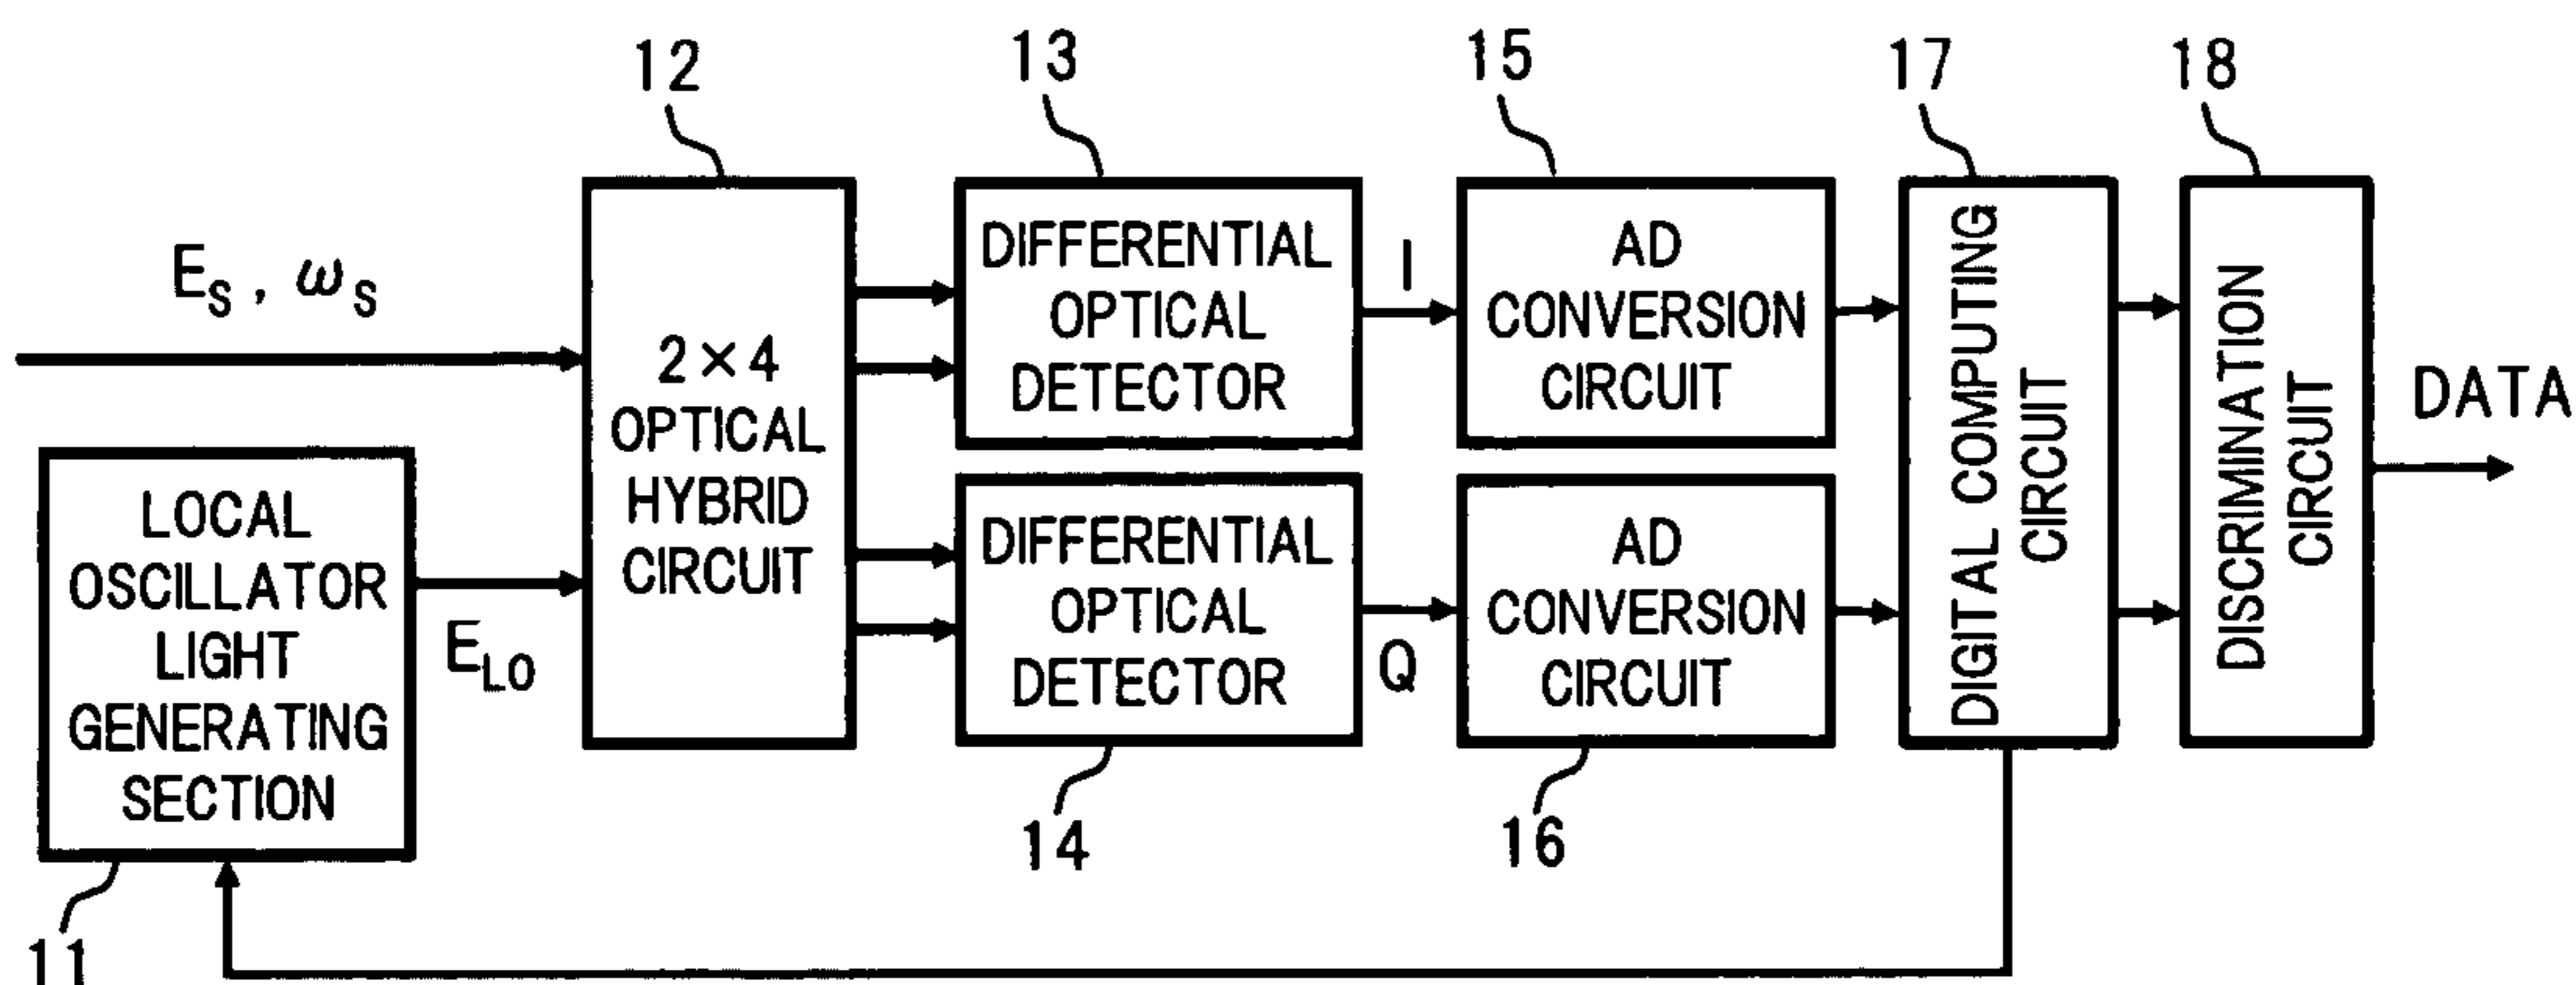 12
13
15
17
18
E_S , ω_S
2×4
OPTICAL
HYBRID
CIRCUIT
DIFFERENTIAL
OPTICAL
DETECTOR
I
AD
CONVERSION
CIRCUIT
DIGITAL COMPUTING
CIRCUIT
DISCRIMINATION
CIRCUIT
DATA
LOCAL
OSCILLATOR
LIGHT
GENERATING
SECTION
E_LO
DIFFERENTIAL
OPTICAL
DETECTOR
Q
AD
CONVERSION
CIRCUIT
14
16
11